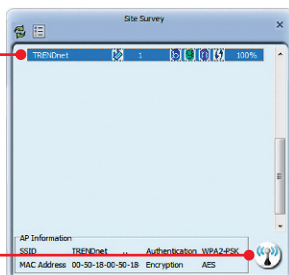 Site Survey
TRENDnet 1 100%
AP Information
SSID TRENDnet .. Authentication WPA2-PSK
MAC Address 00-50-18-00-50-1B Encryption AES